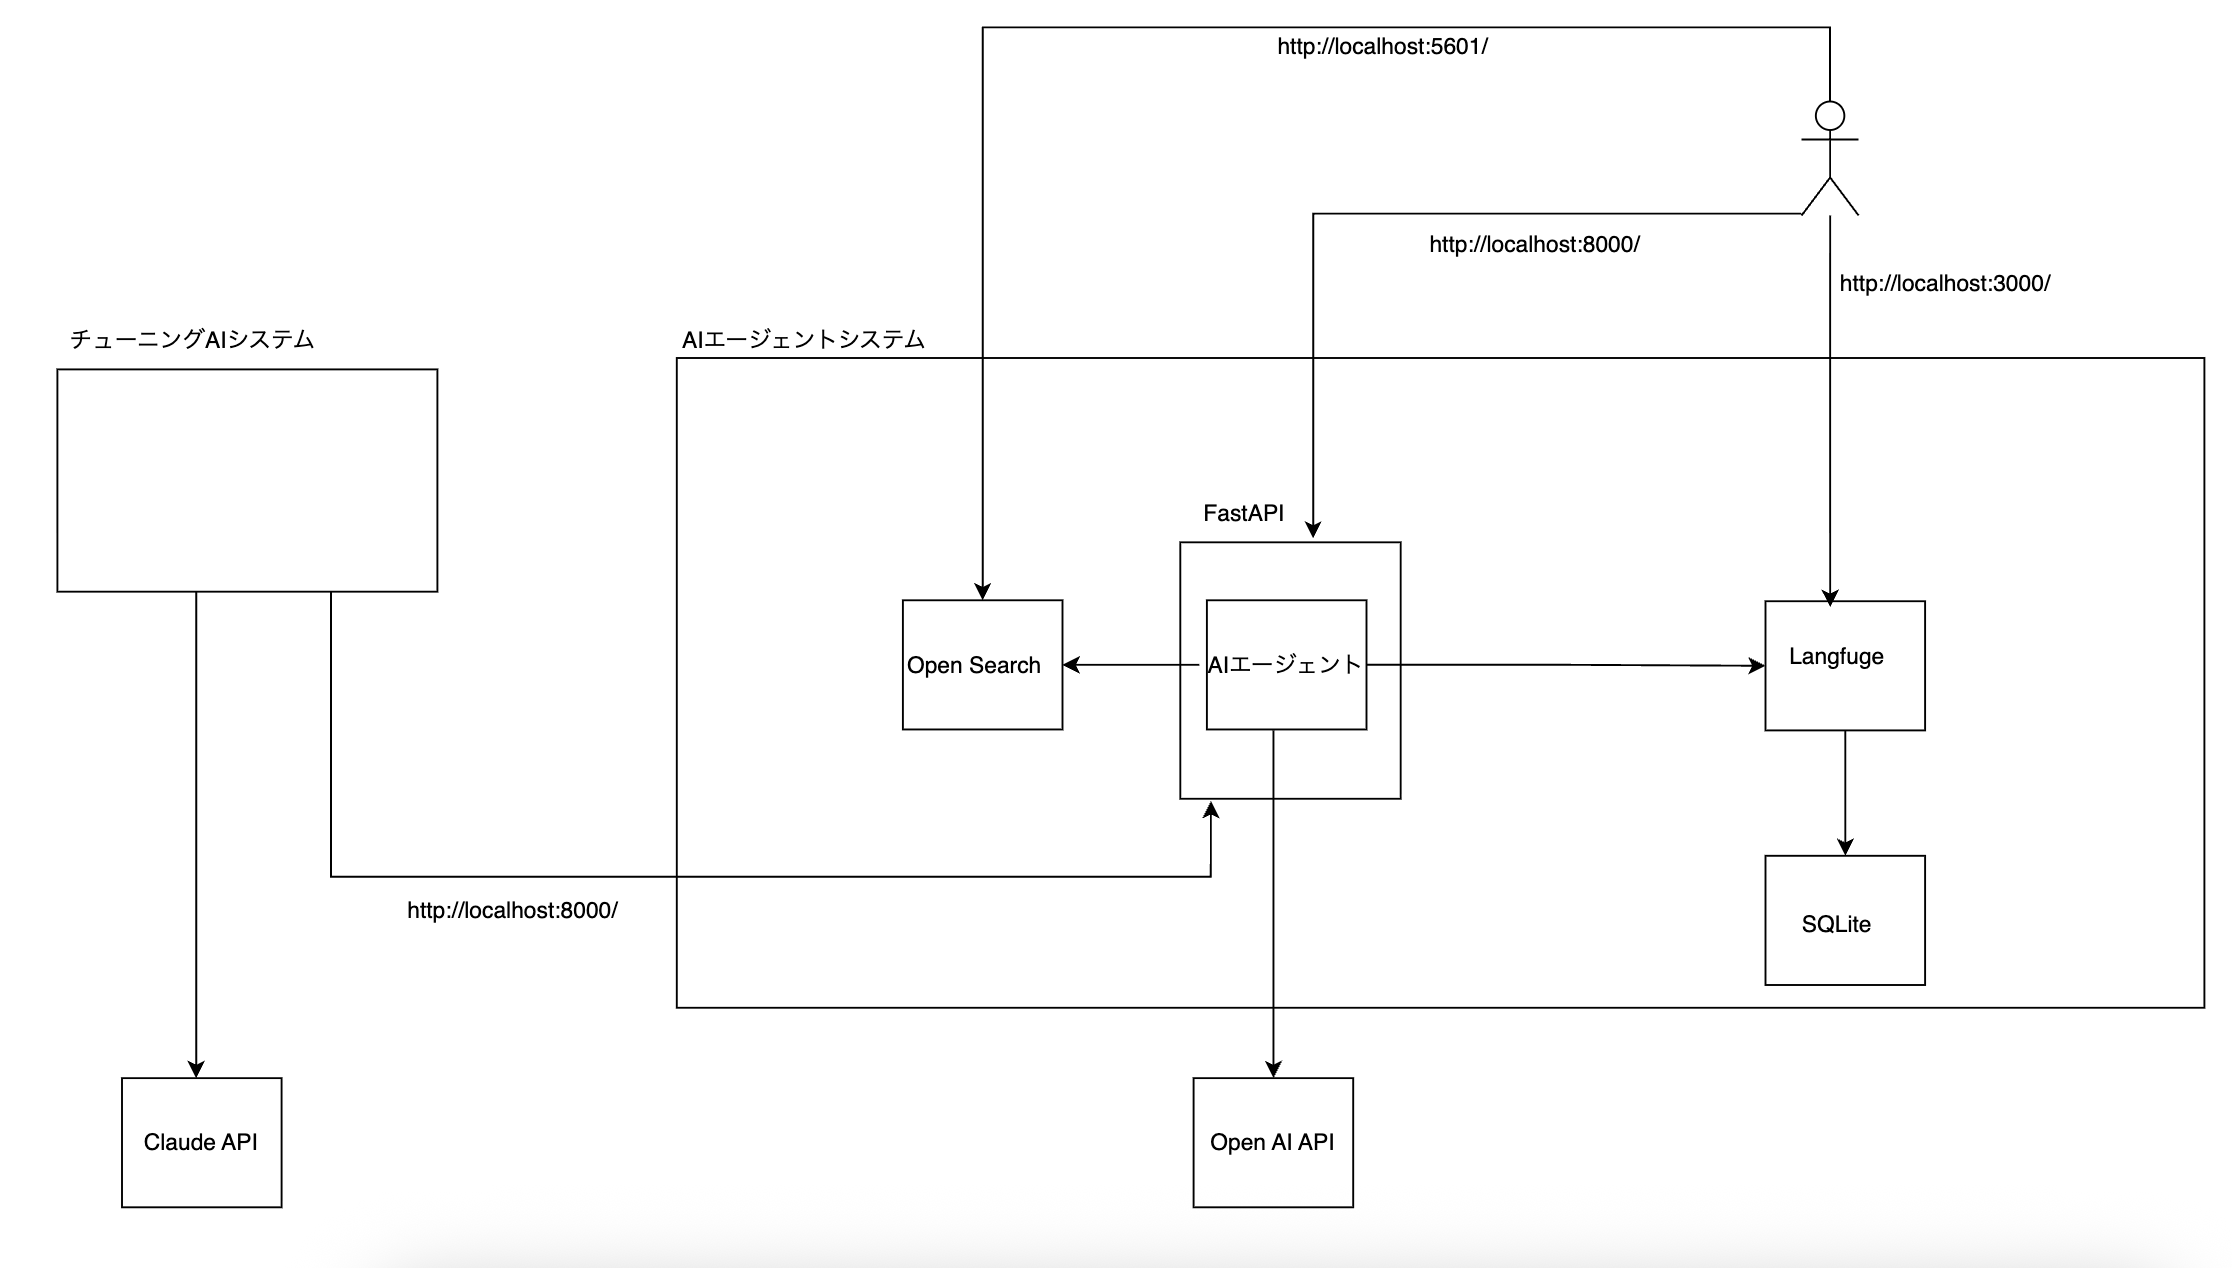 http://localhost:5601/
http://localhost:8000/
http://localhost:3000/
チューニングAIシステム
AIエージェントシステム
FastAPI
Open Search
AIエージェント
Langfuge
http://localhost:8000/
SQLite
Claude API
Open AI API